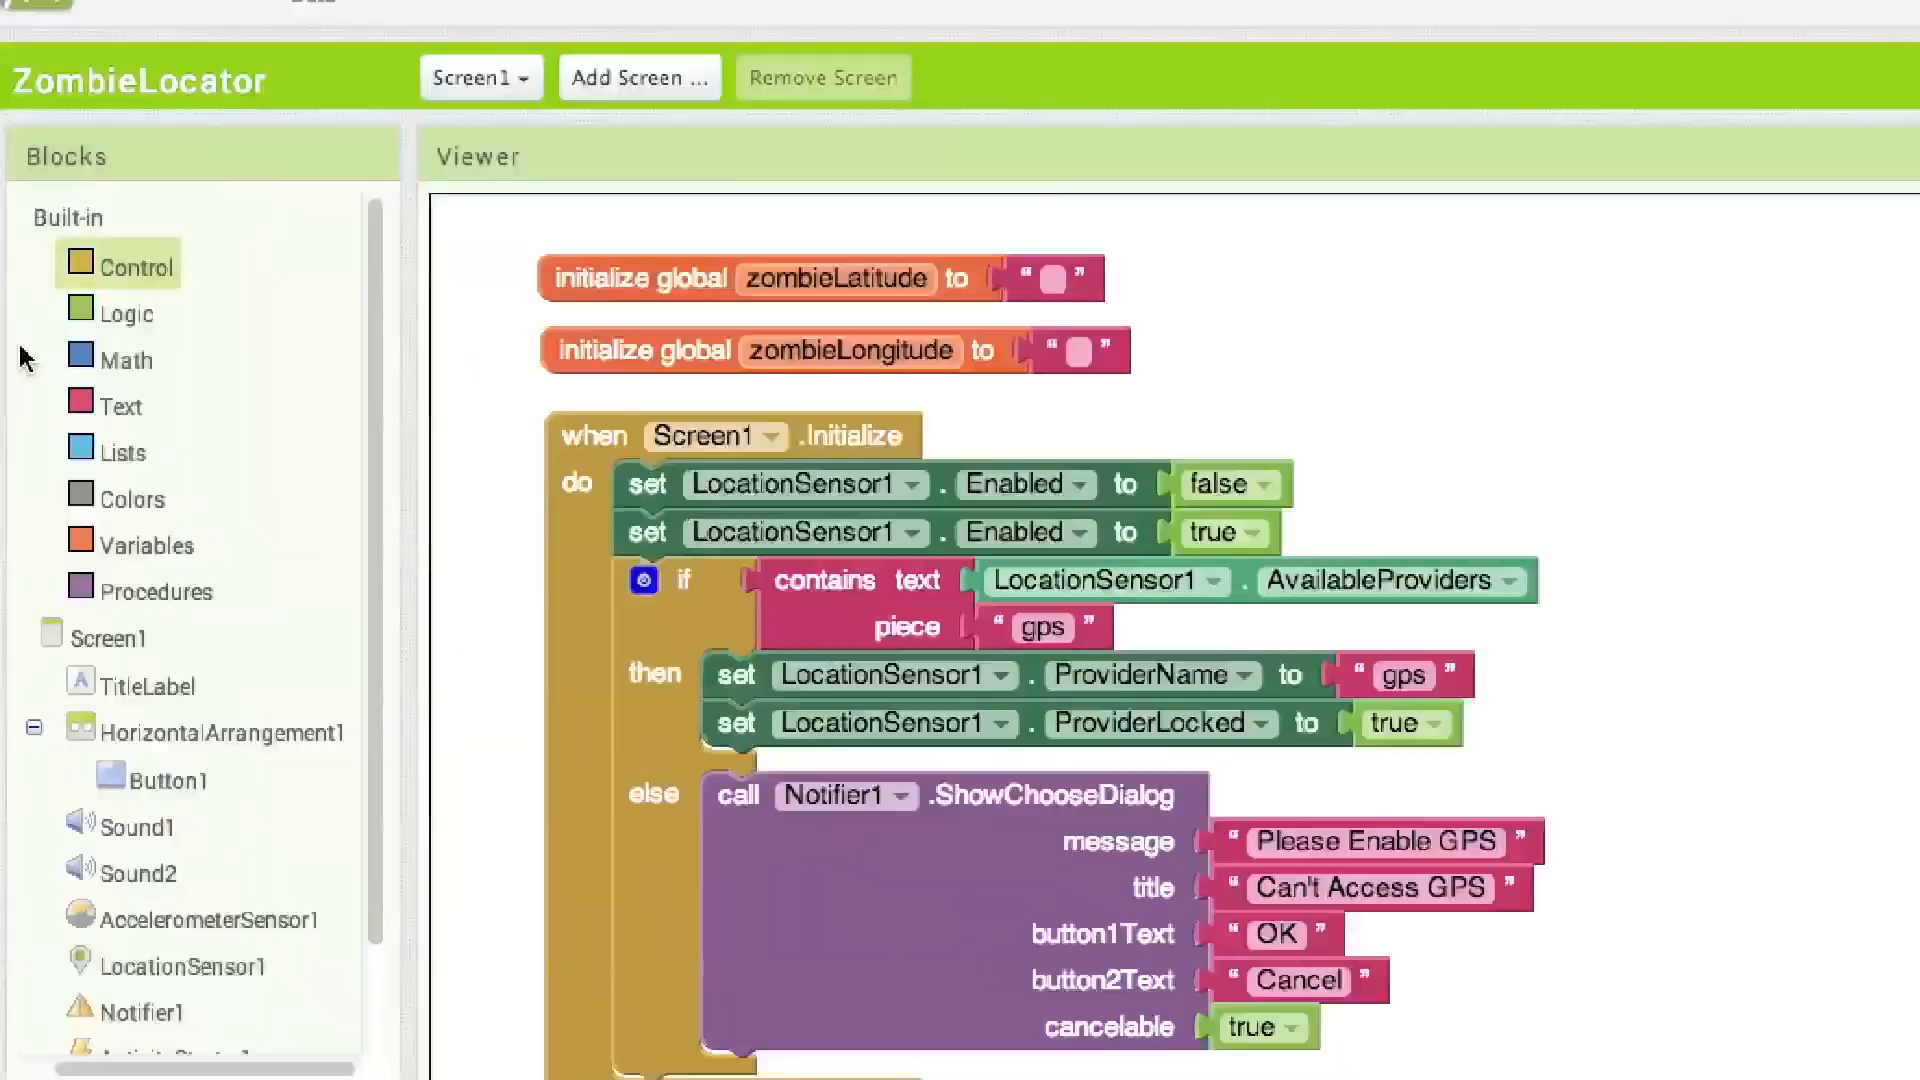 ZombieLocator
Screen1
Add Screen ...
Remove Screen
Blocks
Viewer
Built-in
Control
Logic
Math
Text
Lists
Colors
Variables
Procedures
Screen1
TitleLabel
HorizontalArrangement1
Button1
Sound1
Sound2
AccelerometerSensor1
LocationSensor1
Notifier1
initialize global zombieLatitude to “ ”
initialize global zombieLongitude to “ ”
when Screen1 .Initialize
do set LocationSensor1 . Enabled to false
set LocationSensor1 . Enabled to true
if contains text LocationSensor1 . AvailableProviders
piece “ gps ”
then set LocationSensor1 . ProviderName to “ gps ”
set LocationSensor1 . ProviderLocked to true
else call Notifier1 .ShowChooseDialog
message “ Please Enable GPS ”
title “ Can't Access GPS ”
button1Text “ OK ”
button2Text “ Cancel ”
cancelable true